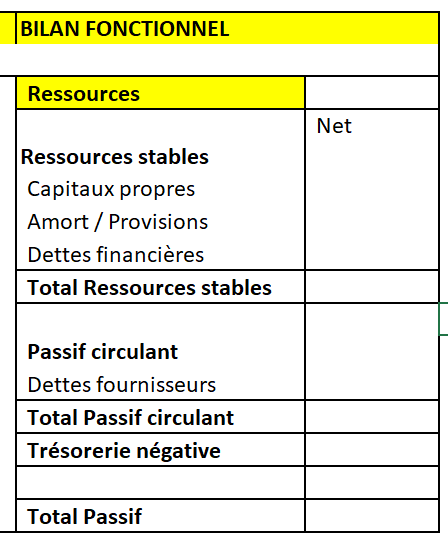 BILAN FONCTIONNEL
Ressources
Net
Ressources stables
Capitaux propres
Amort / Provisions
Dettes financières
Total Ressources stables
Passif circulant
Dettes fournisseurs
Total Passif circulant
Trésorerie négative
Total Passif